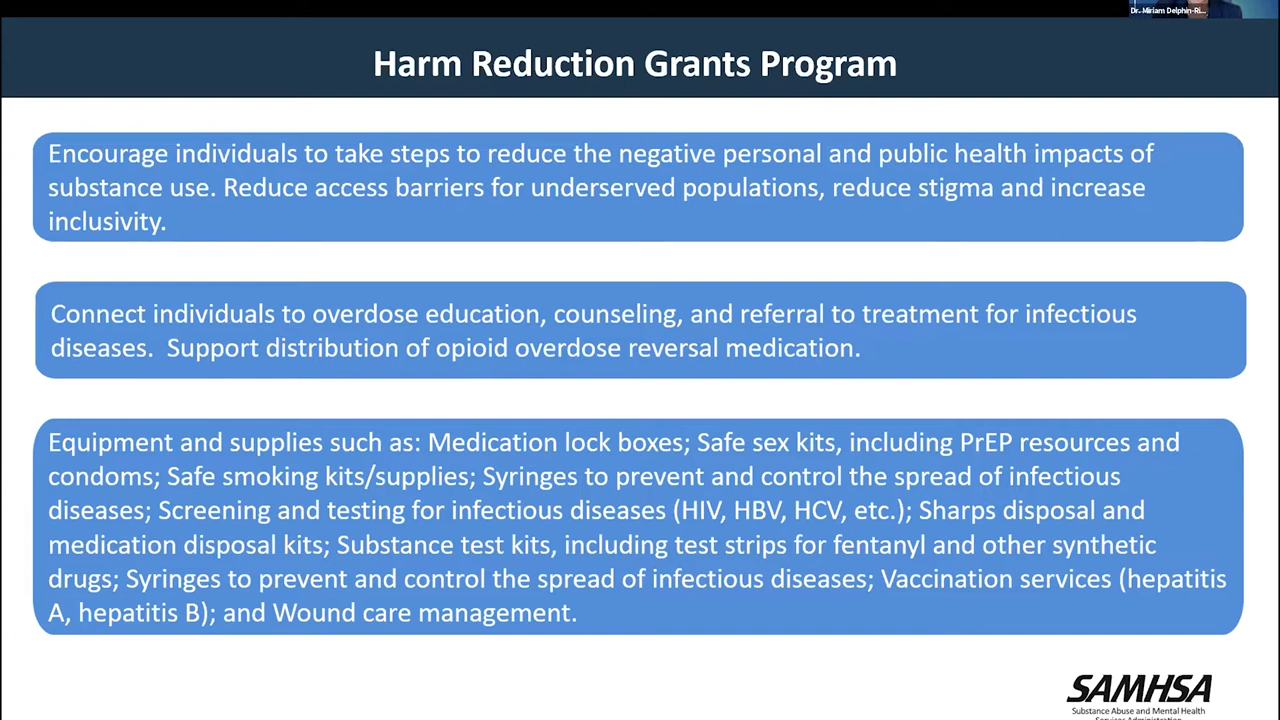 Dr. Miriam Delphin-Ri...
Harm Reduction Grants Program
Encourage individuals to take steps to reduce the negative personal and public health impacts of
substance use. Reduce access barriers for underserved populations, reduce stigma and increase
inclusivity.
Connect individuals to overdose education, counseling, and referral to treatment for infectious
diseases.  Support distribution of opioid overdose reversal medication.
Equipment and supplies such as: Medication lock boxes; Safe sex kits, including PrEP resources and
condoms; Safe smoking kits/supplies; Syringes to prevent and control the spread of infectious
diseases; Screening and testing for infectious diseases (HIV, HBV, HCV, etc.); Sharps disposal and
medication disposal kits; Substance test kits, including test strips for fentanyl and other synthetic
drugs; Syringes to prevent and control the spread of infectious diseases; Vaccination services (hepatitis
A, hepatitis B); and Wound care management.
SAMHSA
Substance Abuse and Mental Health
Services Administration